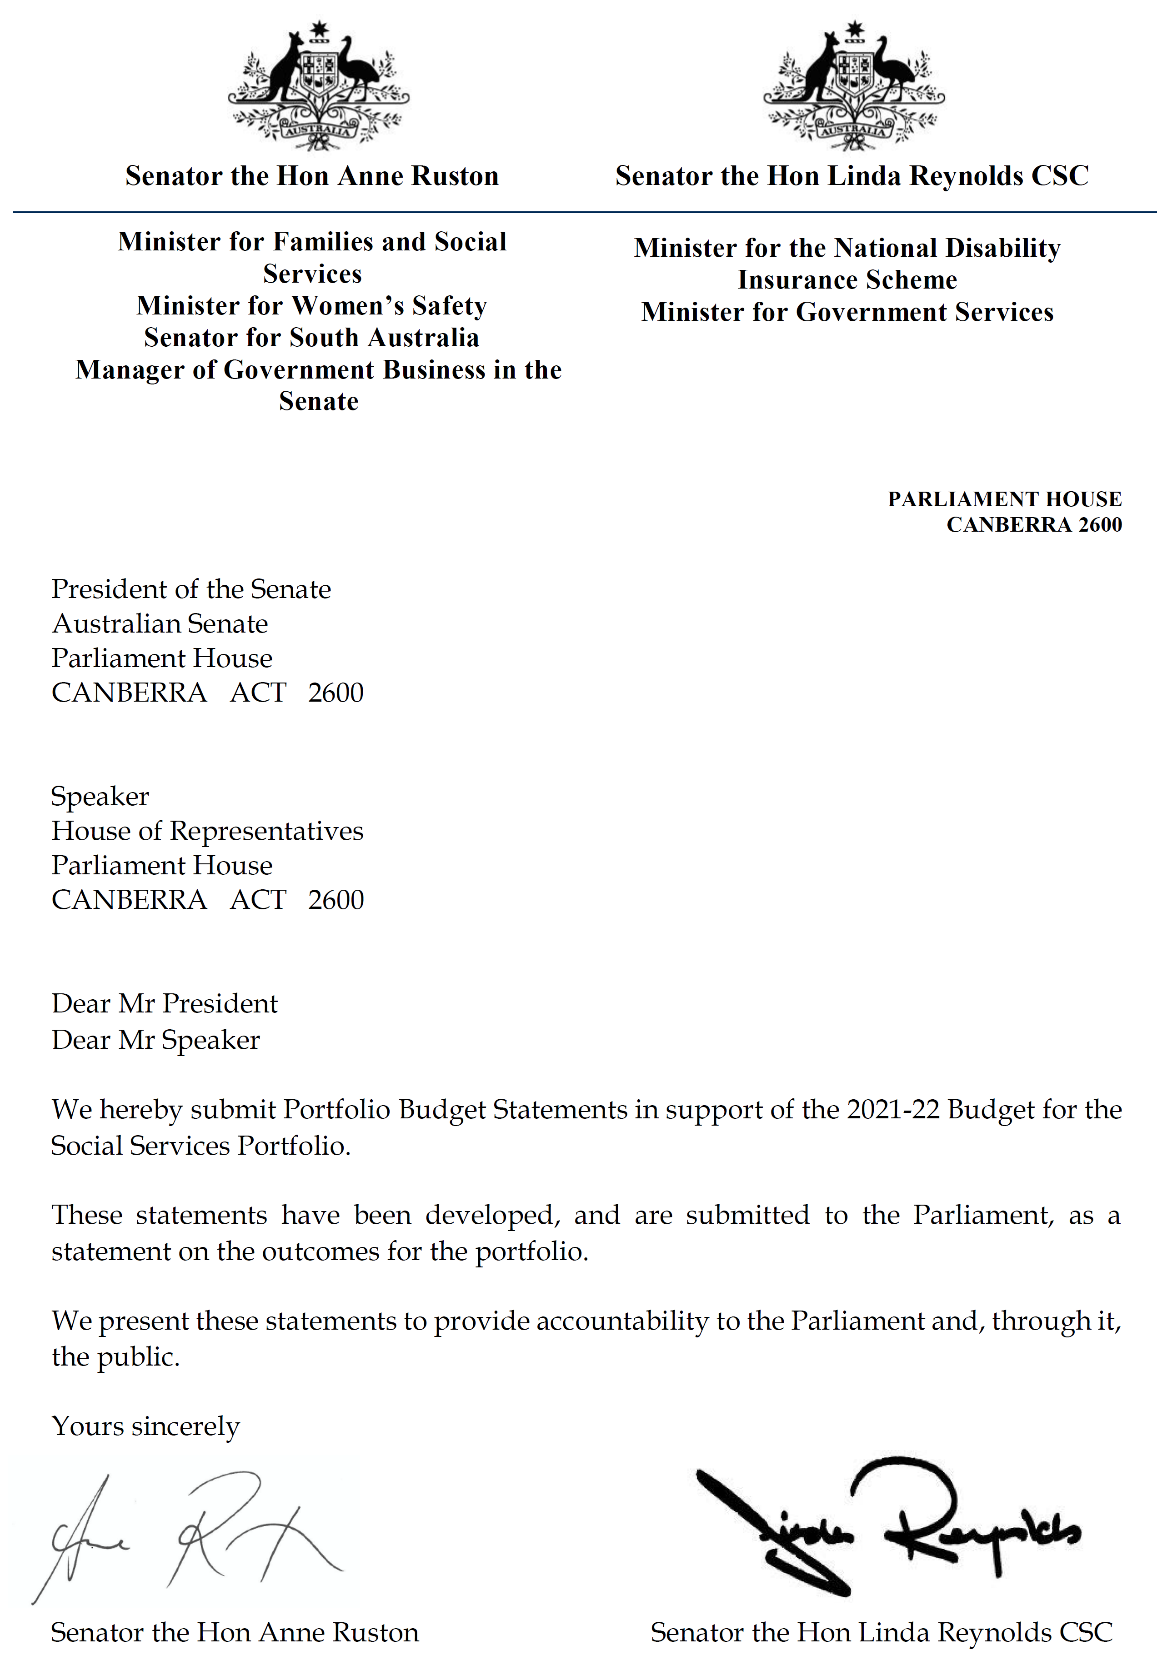 AUSTRALIA
AUSTRALIA
Senator the Hon Anne Ruston
Senator the Hon Linda Reynolds CSC
Minister for Families and Social
Services
Minister for Women's Safety
Senator for South Australia
Manager of Government Business in the
Senate
Minister for the National Disability
Insurance Scheme
Minister for Government Services
PARLIAMENT HOUSE
CANBERRA 2600
President of the Senate
Australian Senate
Parliament House
CANBERRA ACT 2600
Speaker
House of Representatives
Parliament House
CANBERRA ACT 2600
Dear Mr President
Dear Mr Speaker
We hereby submit Portfolio Budget Statements in support of the 2021-22 Budget for the
Social Services Portfolio.
These statements have been developed, and are submitted to the Parliament, as a
statement on the outcomes for the portfolio.
We present these statements to provide accountability to the Parliament and, through it,
the public.
Yours sincerely
Linda Reynolds
Senator the Hon Anne Ruston
Senator the Hon Linda Reynolds CSC